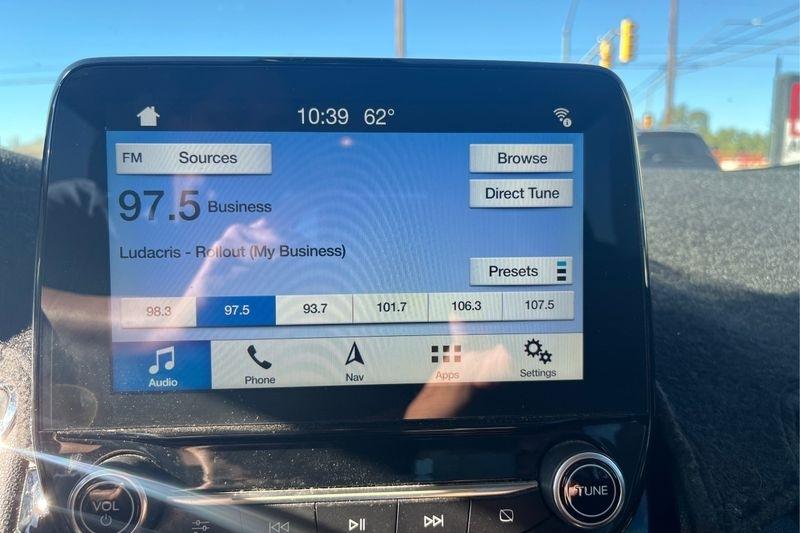 10:39 62°
FM Sources
Browse
97.5 Business
Direct Tune
Ludacris - Rollout (My Business)
Presets
98.3 97.5 93.7 101.7 106.3 107.5
Audio Phone Nav Apps Settings
VOL
TUNE